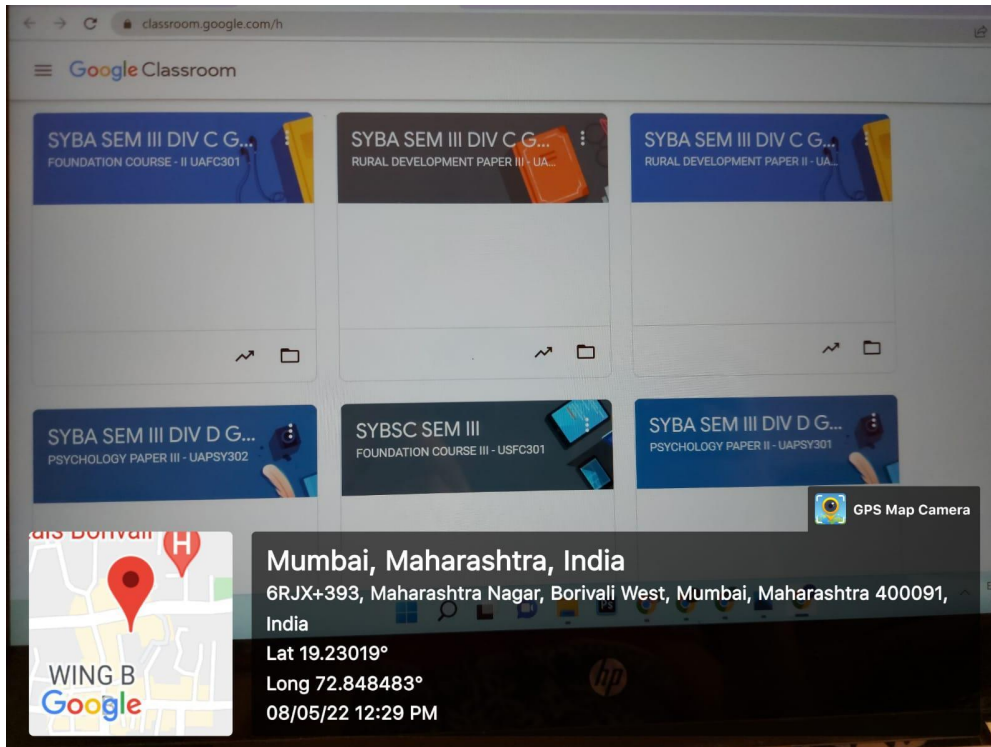 classroom.google.com/h
Google Classroom
SYBA SEM III DIV C G...
FOUNDATION COURSE - II UAFC301
SYBA SEM III DIV C G...
RURAL DEVELOPMENT PAPER III - UA...
SYBA SEM III DIV C G...
RURAL DEVELOPMENT PAPER II - UA...
SYBA SEM III DIV D G...
PSYCHOLOGY PAPER III - UAPSY302
SYBSC SEM III
FOUNDATION COURSE III - USFC301
SYBA SEM III DIV D G...
PSYCHOLOGY PAPER II - UAPSY301
GPS Map Camera
Borivali
H
WING B
Google
Mumbai, Maharashtra, India
6RJX+393, Maharashtra Nagar, Borivali West, Mumbai, Maharashtra 400091,
India
Lat 19.23019°
Long 72.848483°
08/05/22 12:29 PM
hp